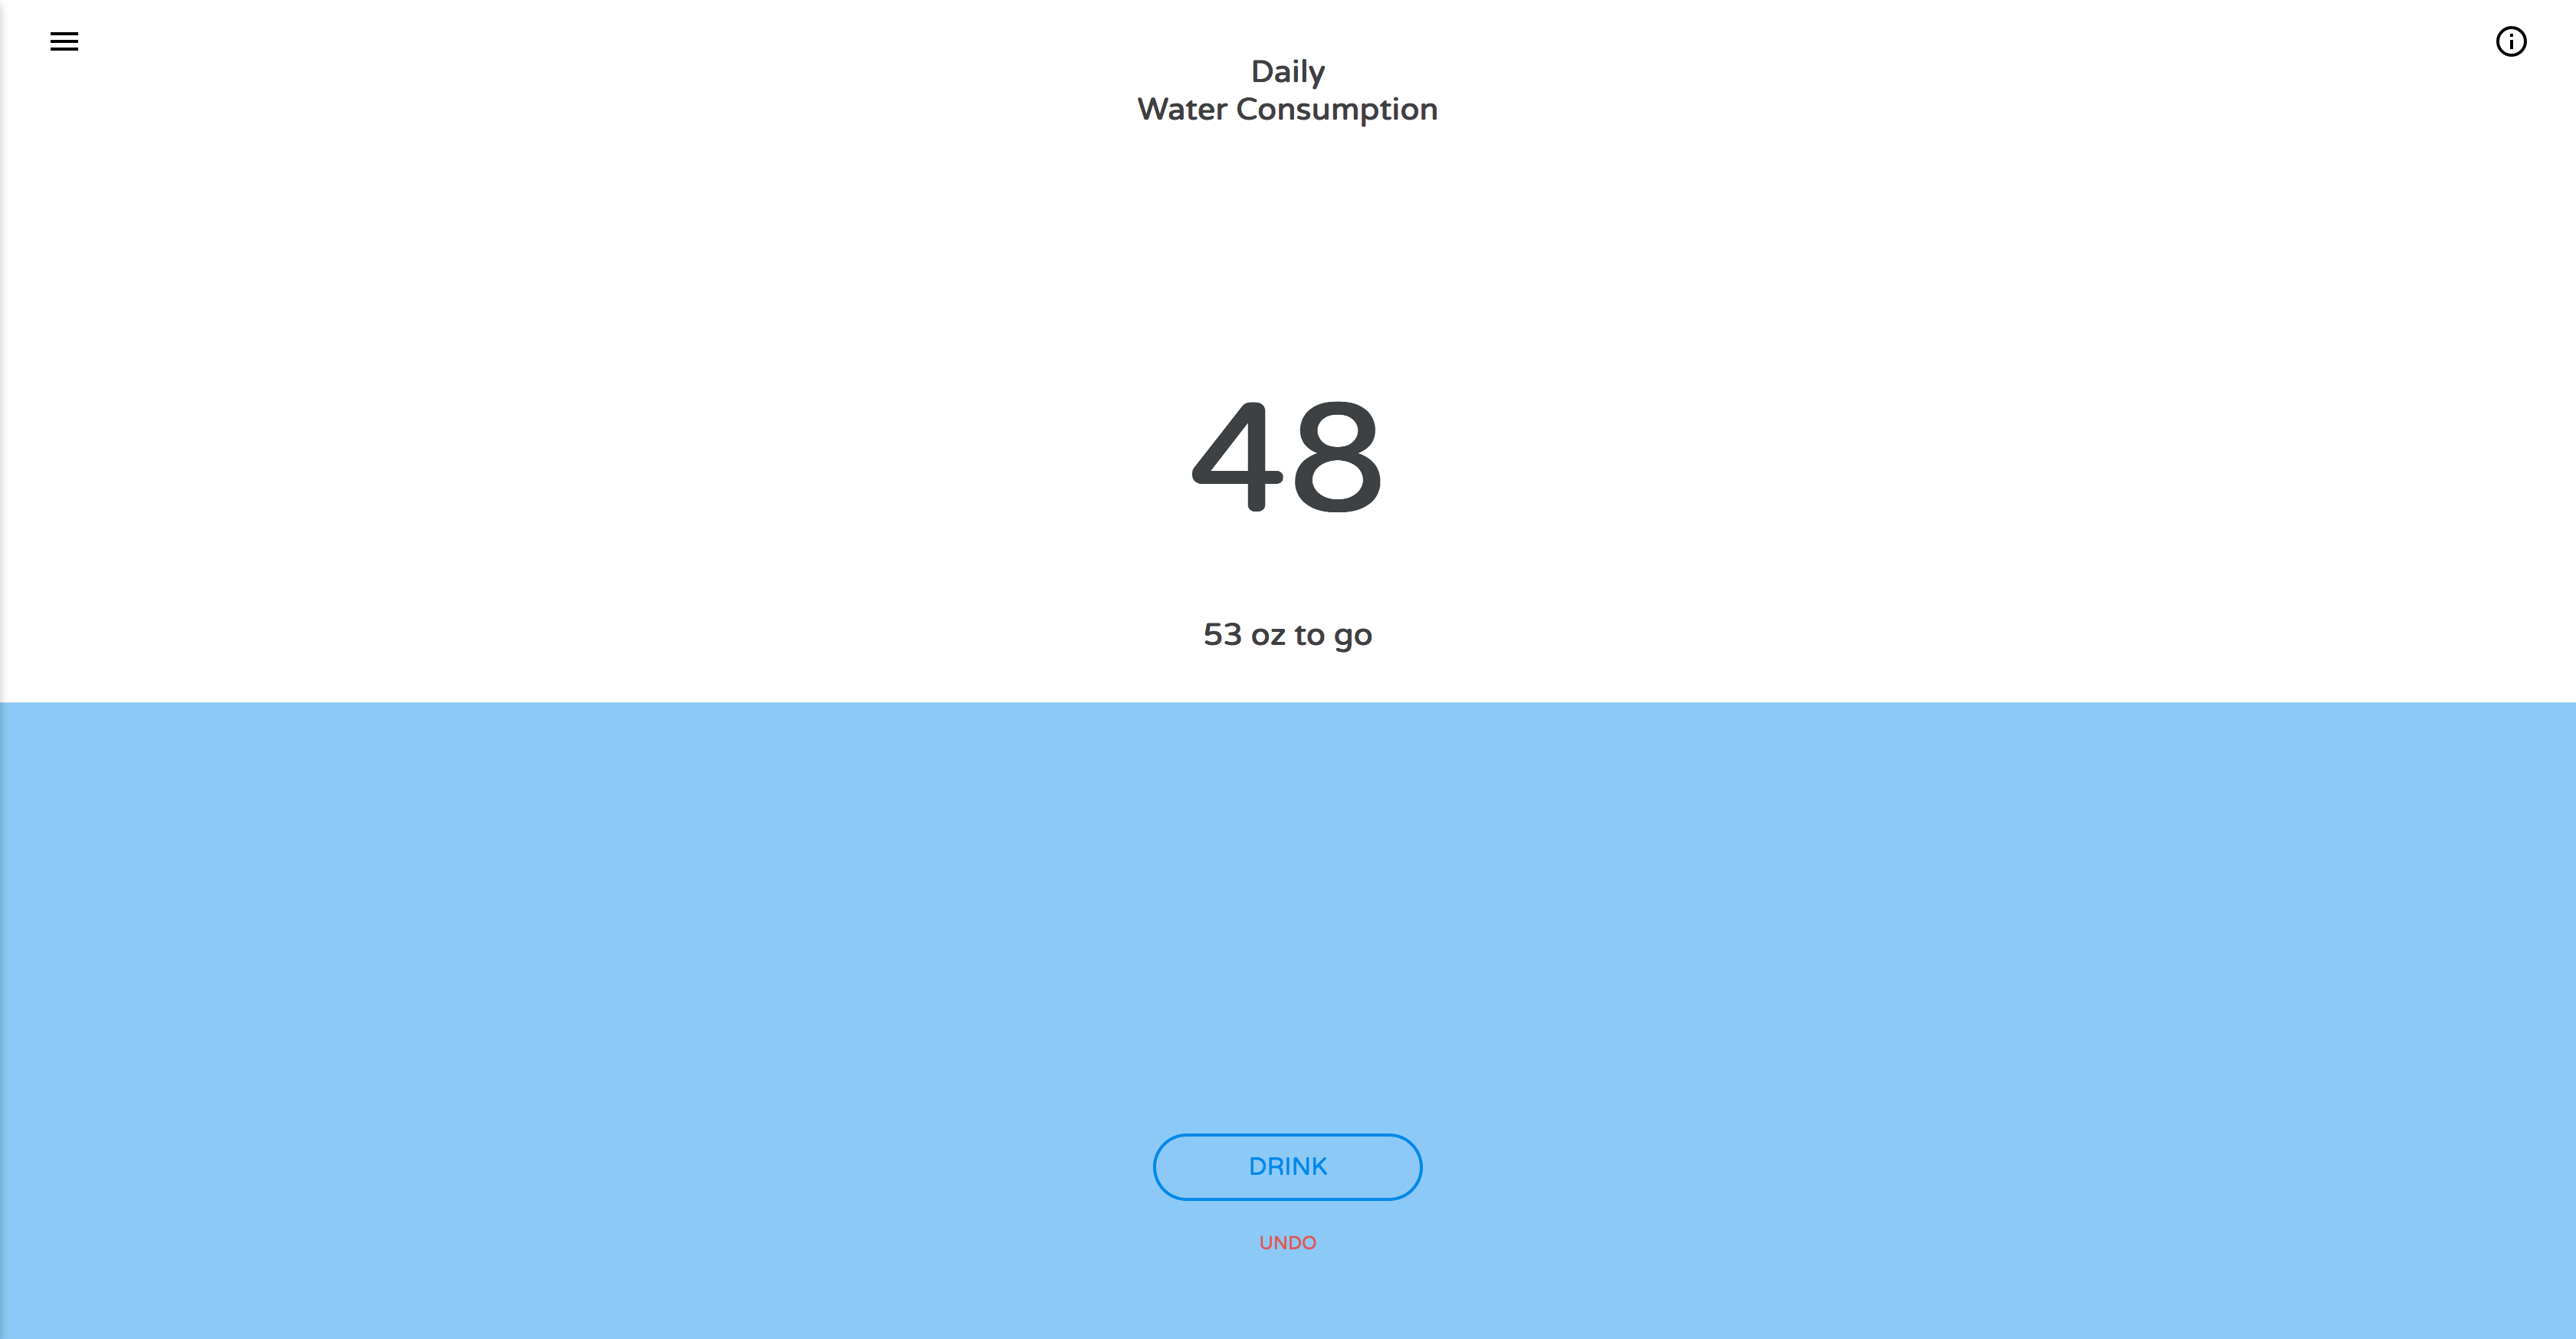 Daily
Water Consumption
48
53 oz to go
DRINK
UNDO